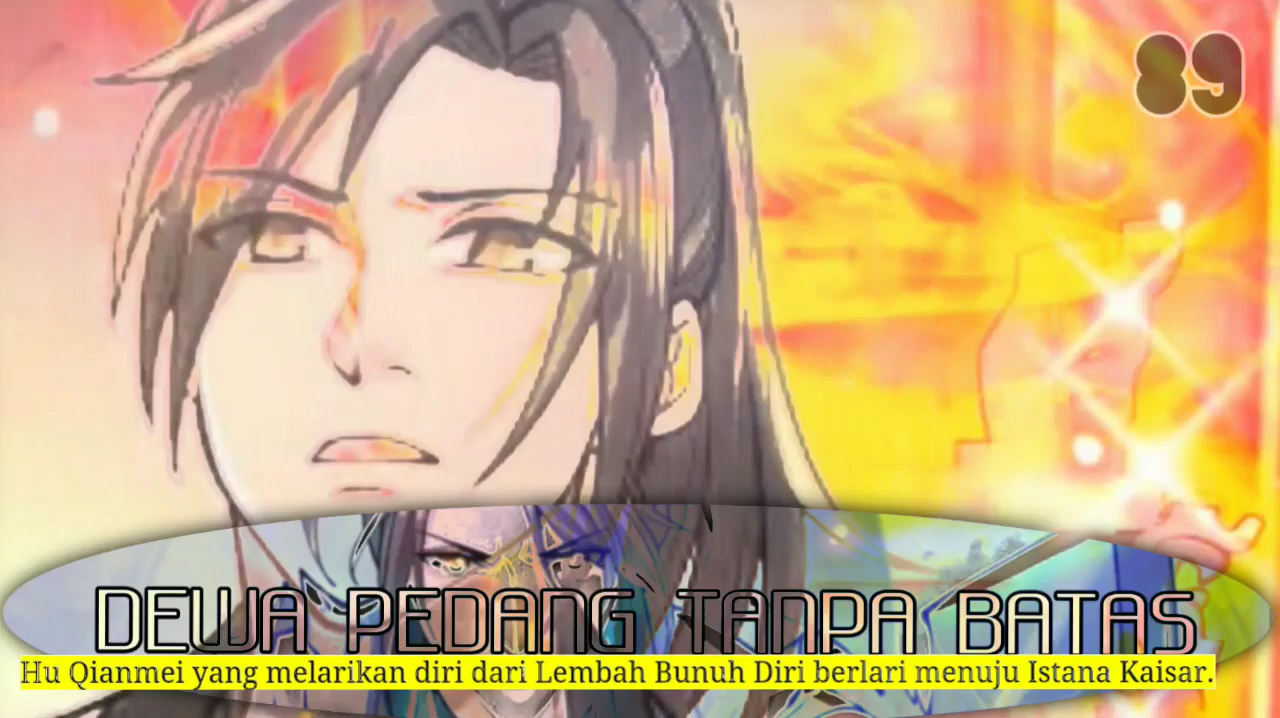 89
DEWA PEDANG TANPA BATAS
Hu Qianmei yang melarikan diri dari Lembah Bunuh Diri berlari menuju Istana Kaisar.